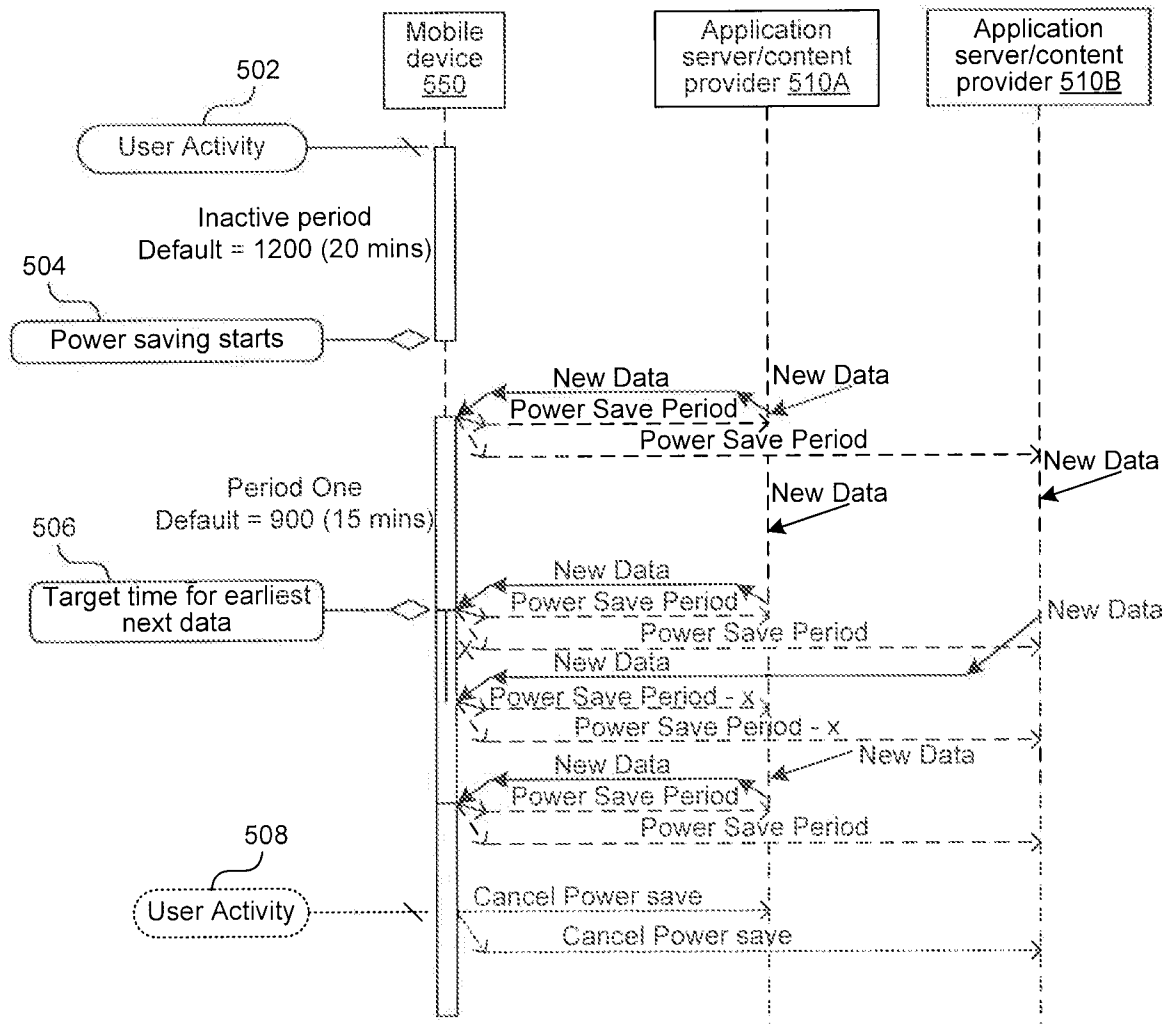 Mobile
device
550
Application
server/content
provider 510A
Application
server/content
provider 510B
502
User Activity
Inactive period
Default = 1200 (20 mins)
504
Power saving starts
New Data
New Data
Power Save Period
Power Save Period
New Data
New Data
Period One
Default = 900 (15 mins)
506
Target time for earliest
next data
New Data
Power Save Period
New Data
Power Save Period
New Data
Power Save Period - x
Power Save Period - x
New Data
New Data
Power Save Period
Power Save Period
508
User Activity
Cancel Power save
Cancel Power save